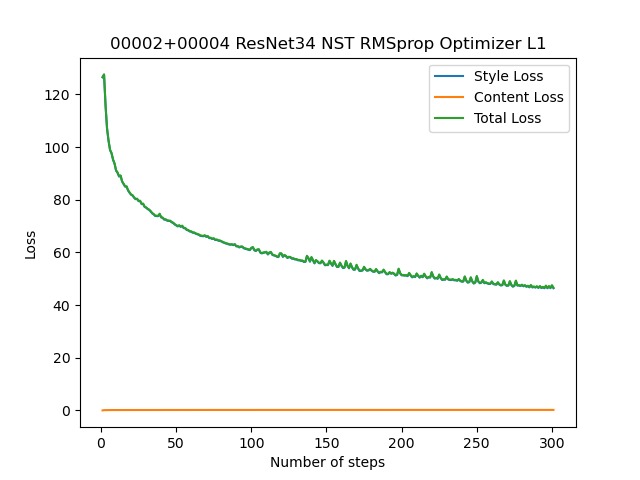 00002+00004 ResNet34 NST RMSprop Optimizer L1
Style Loss
Content Loss
Total Loss
120
100
80
60
40
20
0
Loss
0 50 100 150 200 250 300
Number of steps